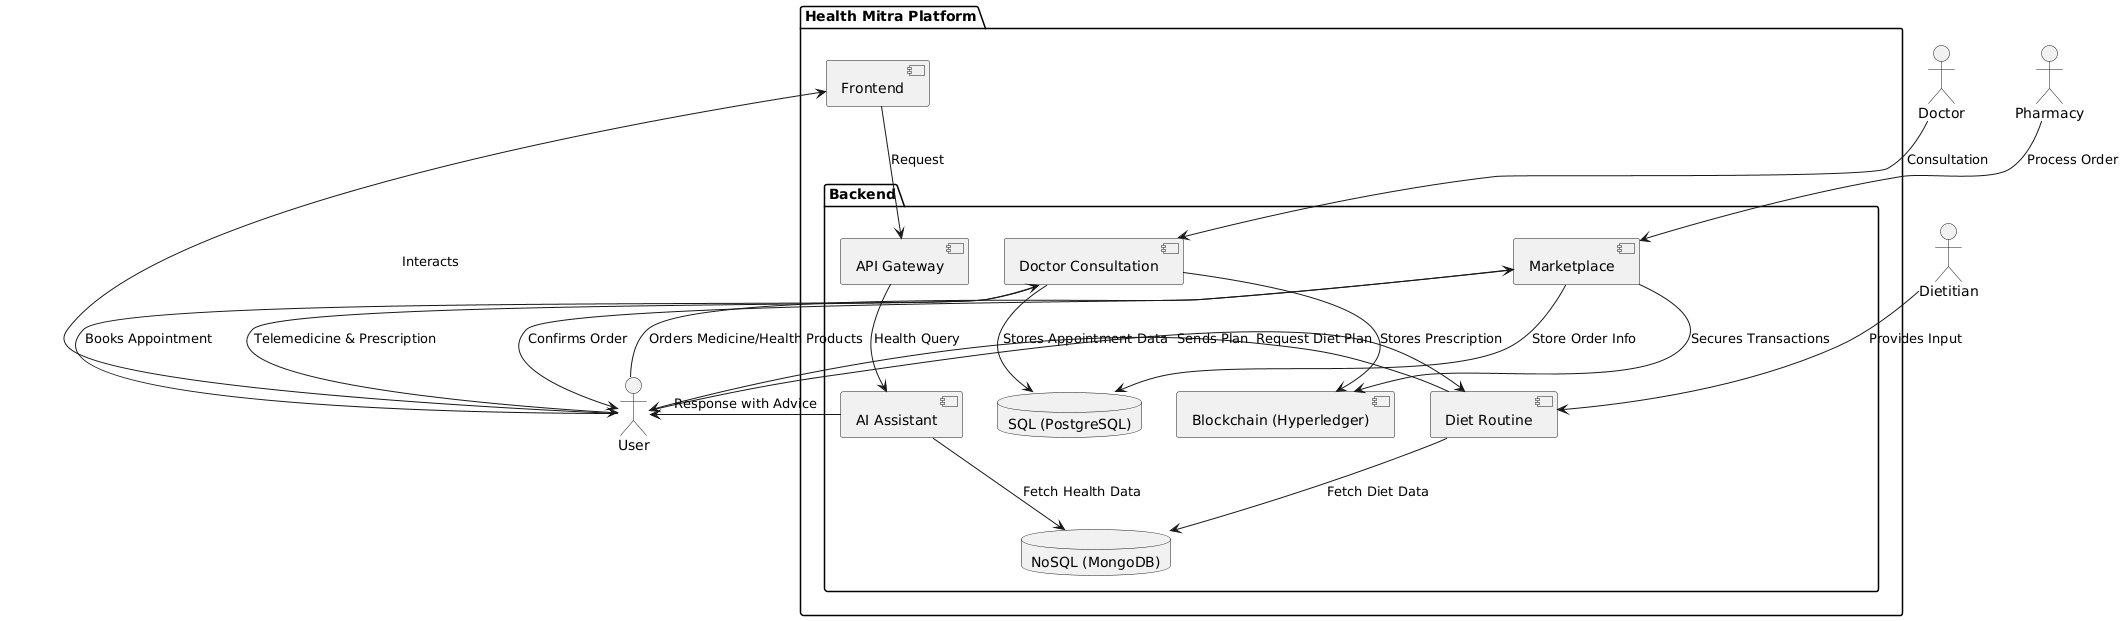 Health Mitra Platform
Frontend
Doctor
Pharmacy
Request
Consultation
Process Order
Backend
API Gateway
Doctor Consultation
Marketplace
Interacts
Dietitian
Books Appointment
Telemedicine & Prescription
Confirms Order
Orders Medicine/Health Products
Health Query
Stores Appointment Data
Sends Plan
Request Diet Plan
Stores Prescription
Store Order Info
Secures Transactions
Provides Input
Response with Advice
User
AI Assistant
SQL (PostgreSQL)
Blockchain (Hyperledger)
Diet Routine
Fetch Health Data
Fetch Diet Data
NoSQL (MongoDB)